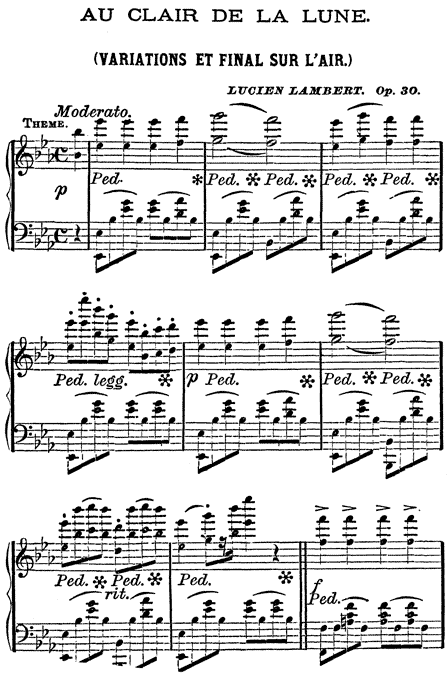 AU CLAIR DE LA LUNE.
(VARIATIONS ET FINAL SUR L'AIR.)
LUCIEN LAMBERT. Op. 30.
Moderato.
THEME.
p
Ped. * Ped. * Ped. * Ped. * Ped. *
Ped. legg. * p Ped. * Ped. * Ped. *
Ped. * Ped. * Ped. * f Ped.
rit.